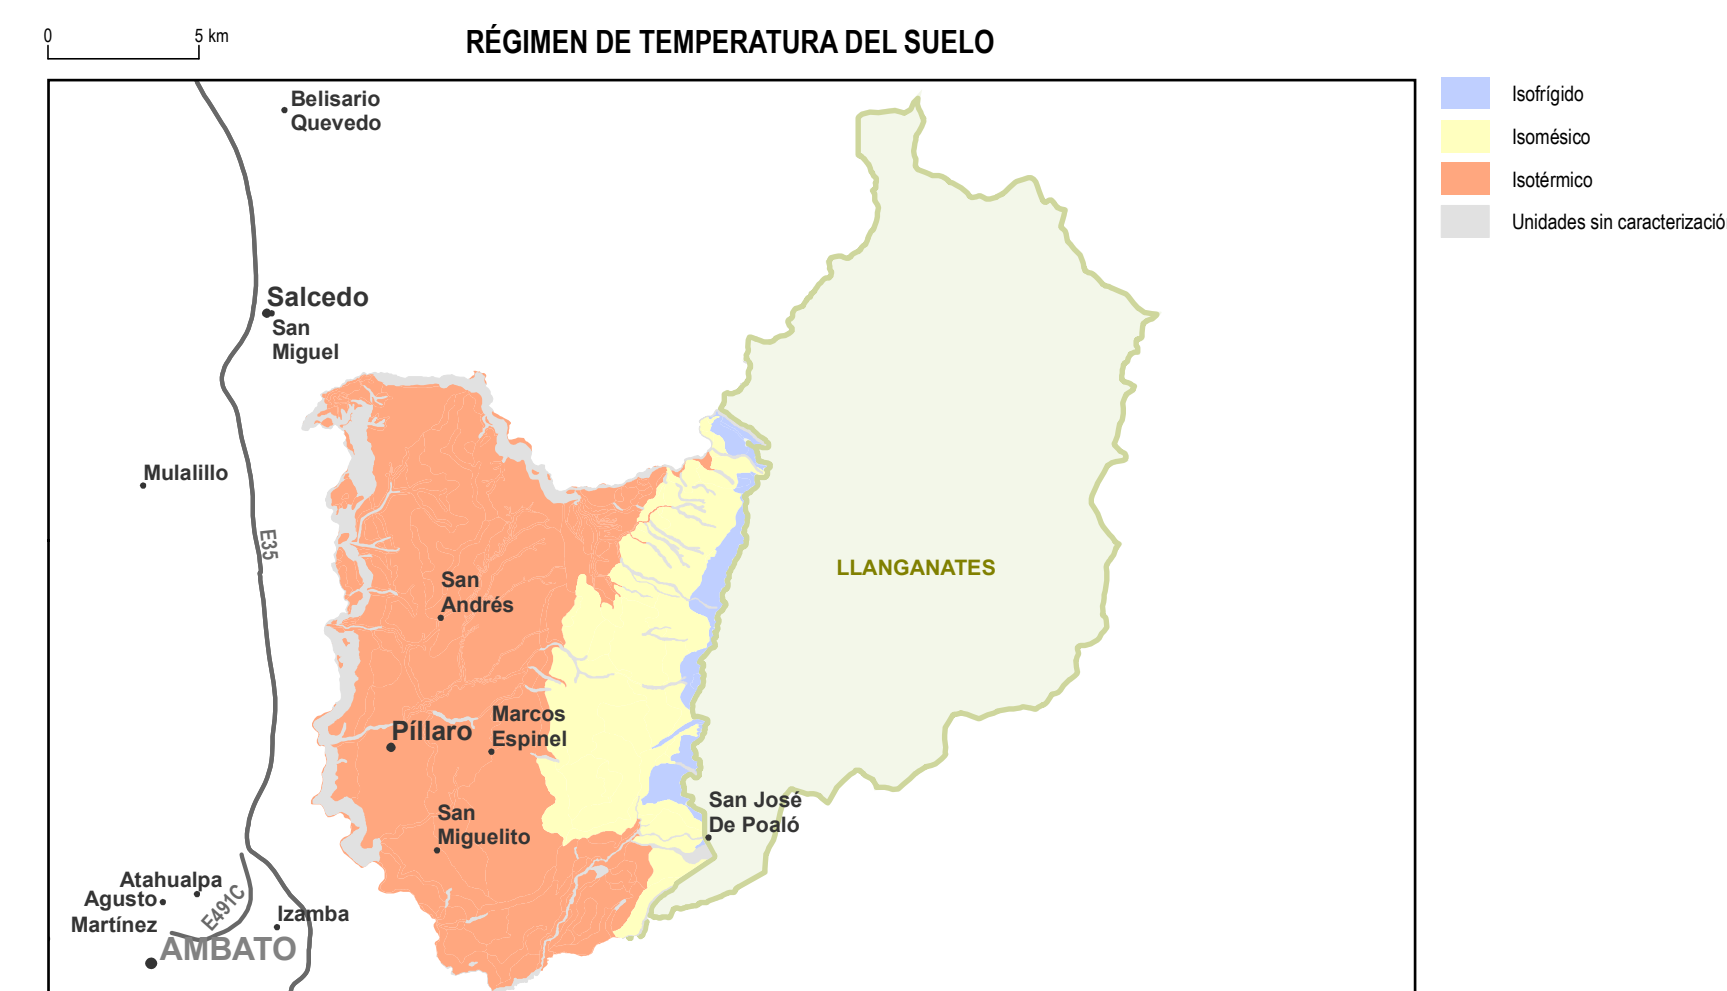 0 5 km
RÉGIMEN DE TEMPERATURA DEL SUELO
Isofrígido
Isomésico
Isotérmico
Unidades sin caracterizació
Belisario
Quevedo
Salcedo
San
Miguel
Mulalillo
E35
LLANGANATES
San
Andrés
Marcos
Espinel
Píllaro
San José
De Poaló
San
Miguelito
Atahualpa
Agusto
Martínez
E491C
Izamba
AMBATO